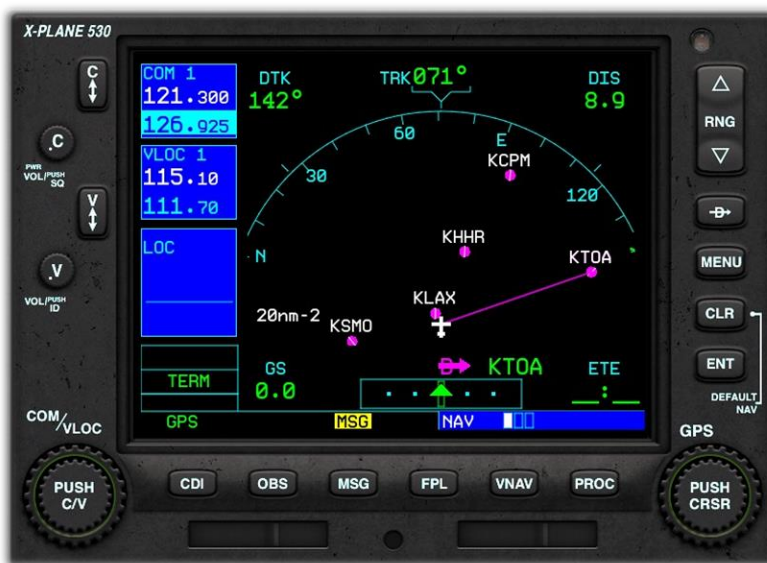 X-PLANE 530
C
.C
PWR
VOL/PUSH
SQ
V
.V
VOL/PUSH
ID
COM/VLOC
PUSH
C/V
COM 1
121.300
126.925
VLOC 1
115.10
111.70
LOC
TERM
GPS
DTK
142°
TRK071°
DIS
8.9
N
30
60
E
120
KCPM
KHHR
KTOA
KLAX
20nm-2
KSMO
GS
0.0
D
KTOA
ETE
__:__
MSG
NAV
RNG
D
MENU
CLR
ENT
DEFAULT
NAV
GPS
PUSH
CRSR
CDI
OBS
MSG
FPL
VNAV
PROC